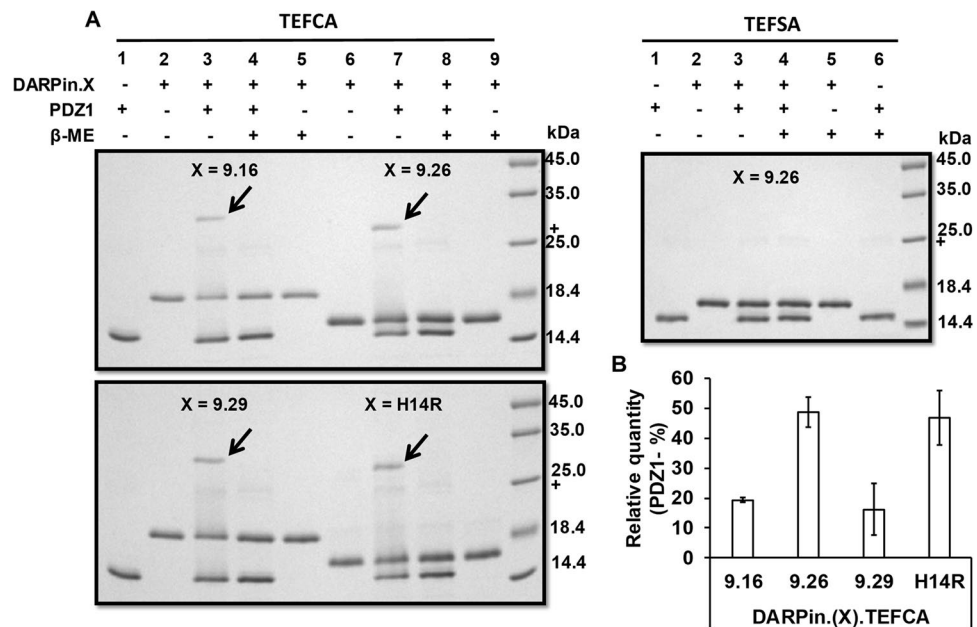 A
TEFCA
1 2 3 4 5 6 7 8 9
DARPin.X - + + + + + + + +
PDZ1 + - + + - - + + -
β-ME - - - + + - - + +
kDa
X = 9.16 X = 9.26
45.0
35.0
+
25.0
18.4
14.4
X = 9.29 X = H14R
45.0
35.0
25.0
+
18.4
14.4
TEFSA
1 2 3 4 5 6
- + + + + -
+ - + + - +
- - - + + +
kDa
X = 9.26
45.0
35.0
25.0
+
18.4
14.4
B
Relative quantity
(PDZ1- %)
60
50
40
30
20
10
0
9.16 9.26 9.29 H14R
DARPin.(X).TEFCA